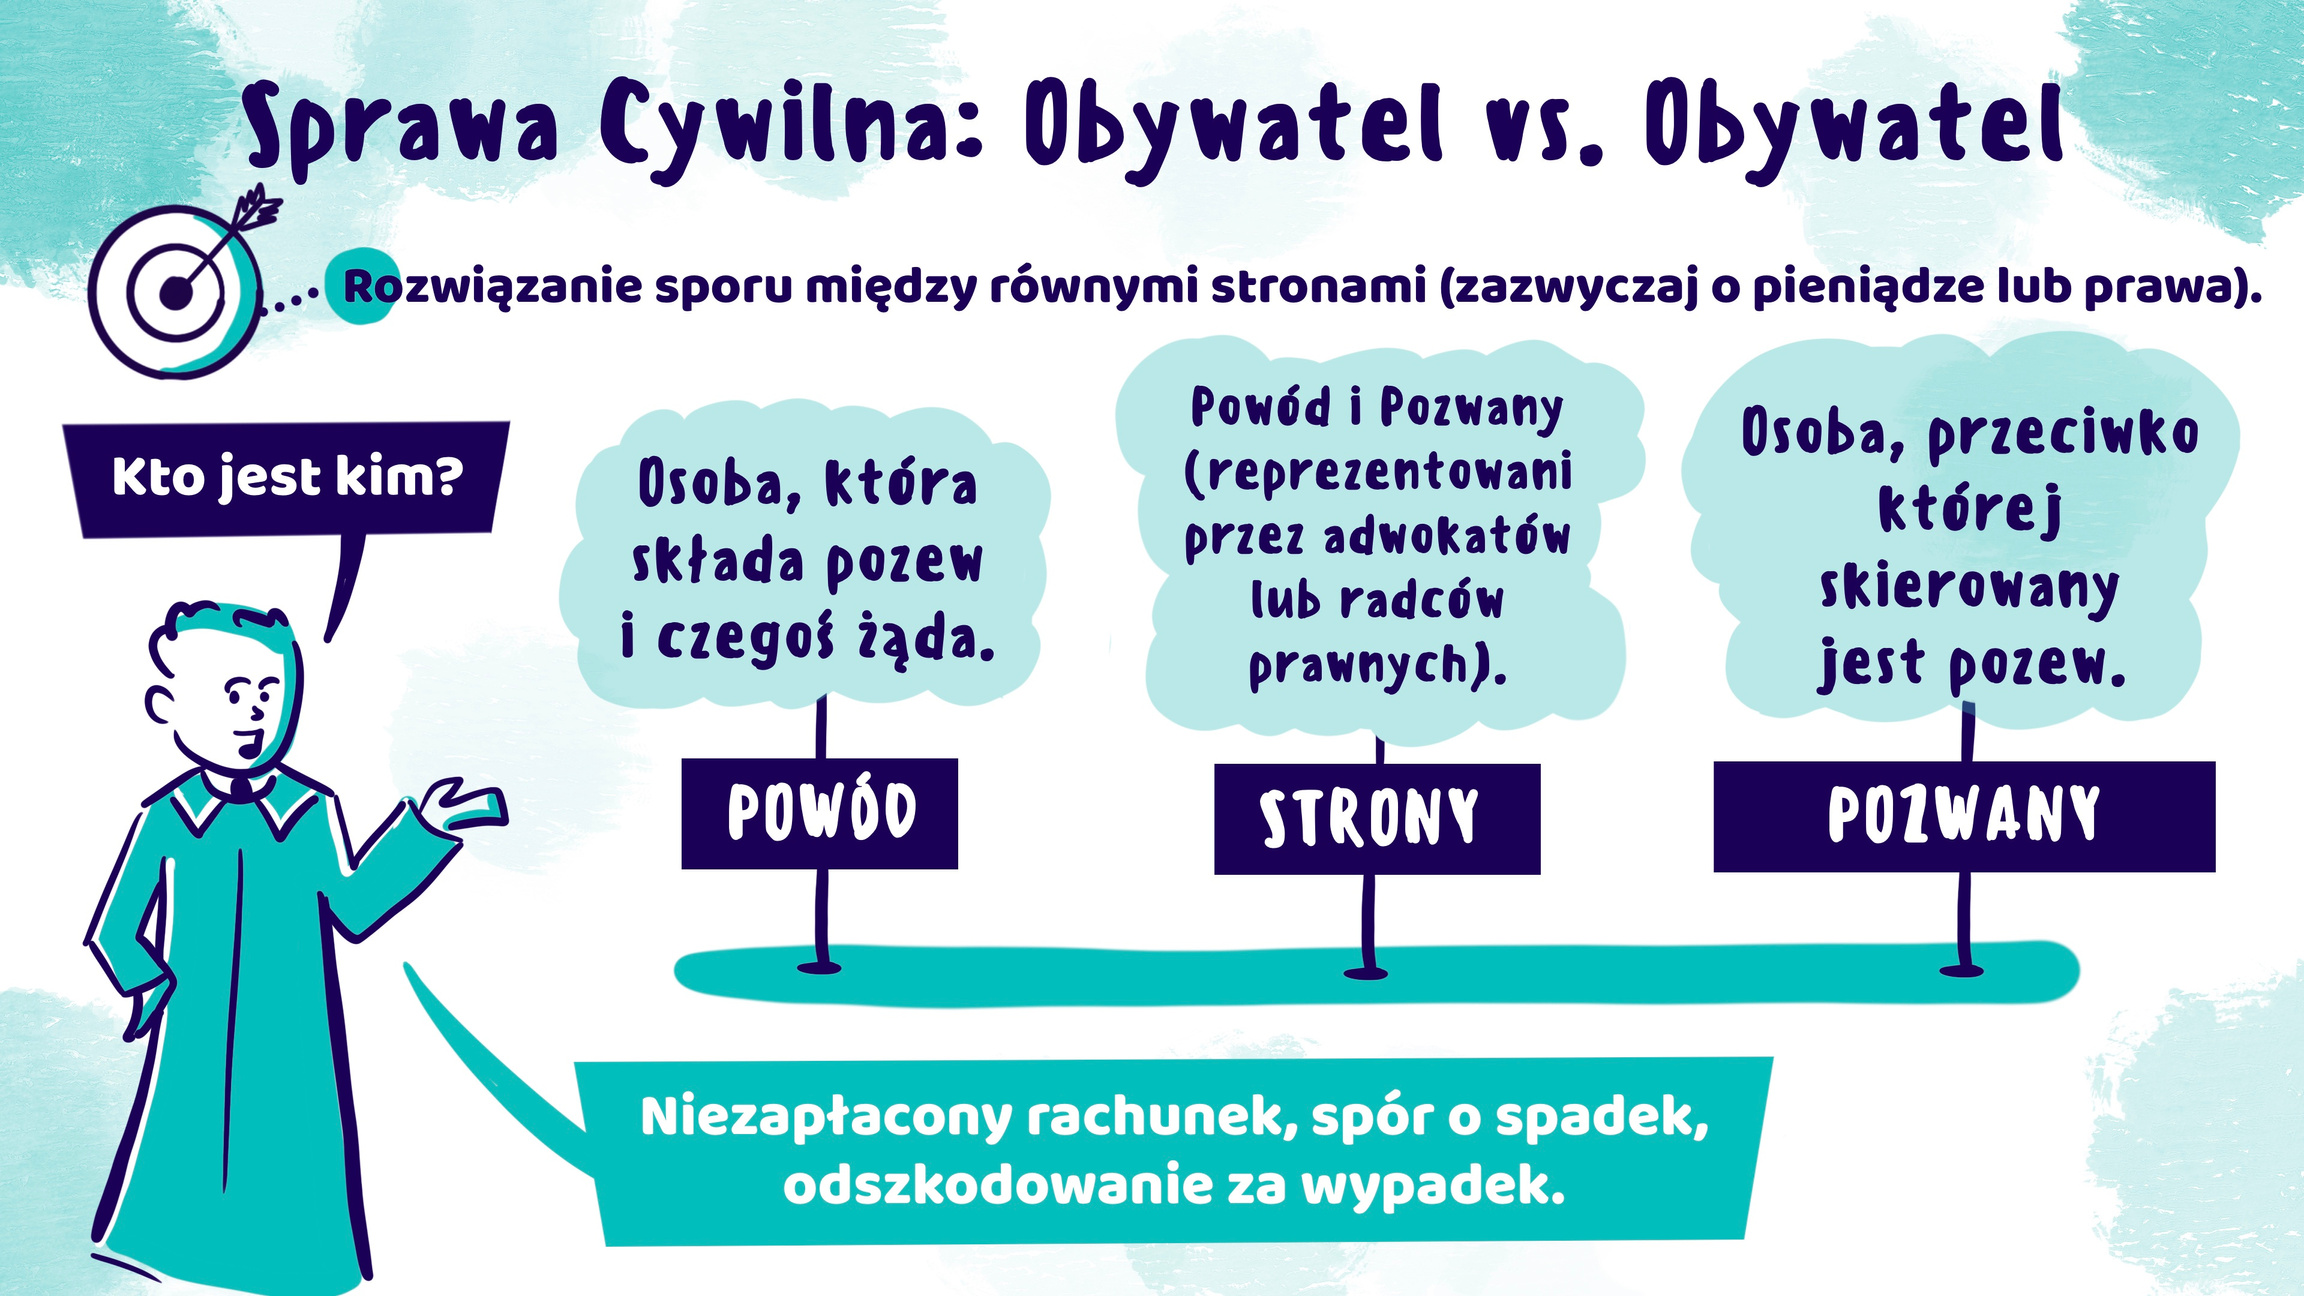 Sprawa Cywilna: Obywatel vs. Obywatel
Rozwiązanie sporu między równymi stronami (zazwyczaj o pieniądze lub prawa).
Kto jest kim?
Osoba, która
składa pozew
i czegoś żąda.
POWÓD
Powód i Pozwany
(reprezentowani
przez adwokatów
lub radców
prawnych).
STRONY
Osoba, przeciwko
której
skierowany
jest pozew.
POZWANY
Niezapłacony rachunek, spór o spadek,
odszkodowanie za wypadek.